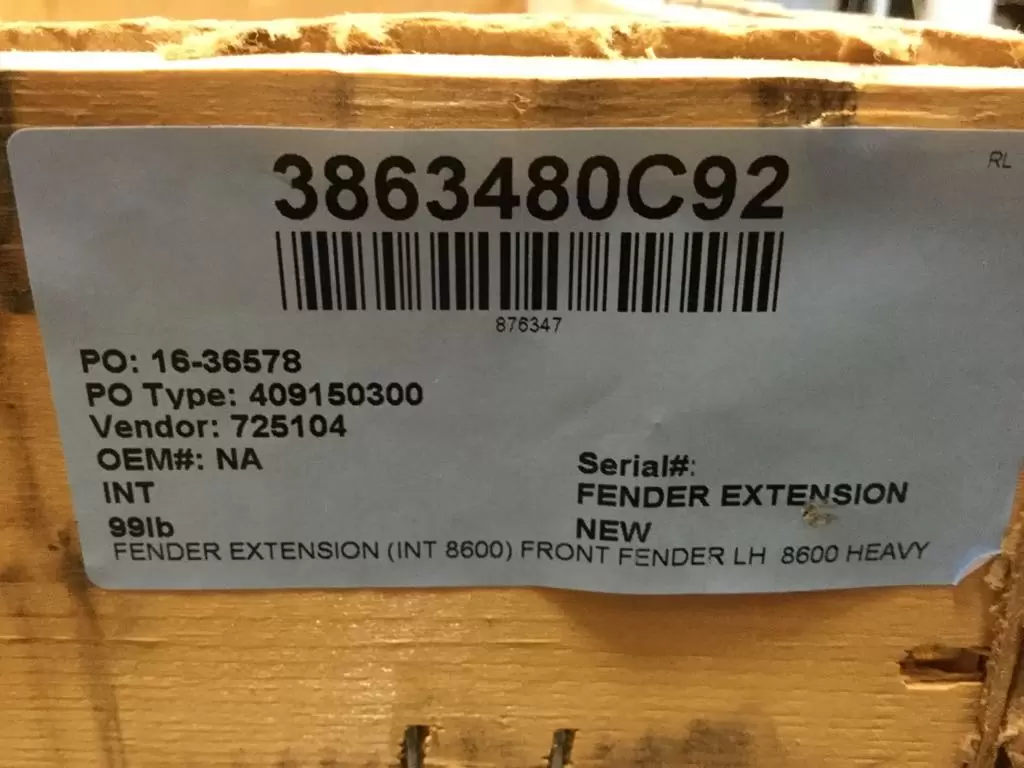 RL
3863480C92
876347
PO: 16-36578
PO Type: 409150300
Vendor: 725104
OEM#: NA
Serial#:
INT
FENDER EXTENSION
99lb
NEW
FENDER EXTENSION (INT 8600) FRONT FENDER LH 8600 HEAVY